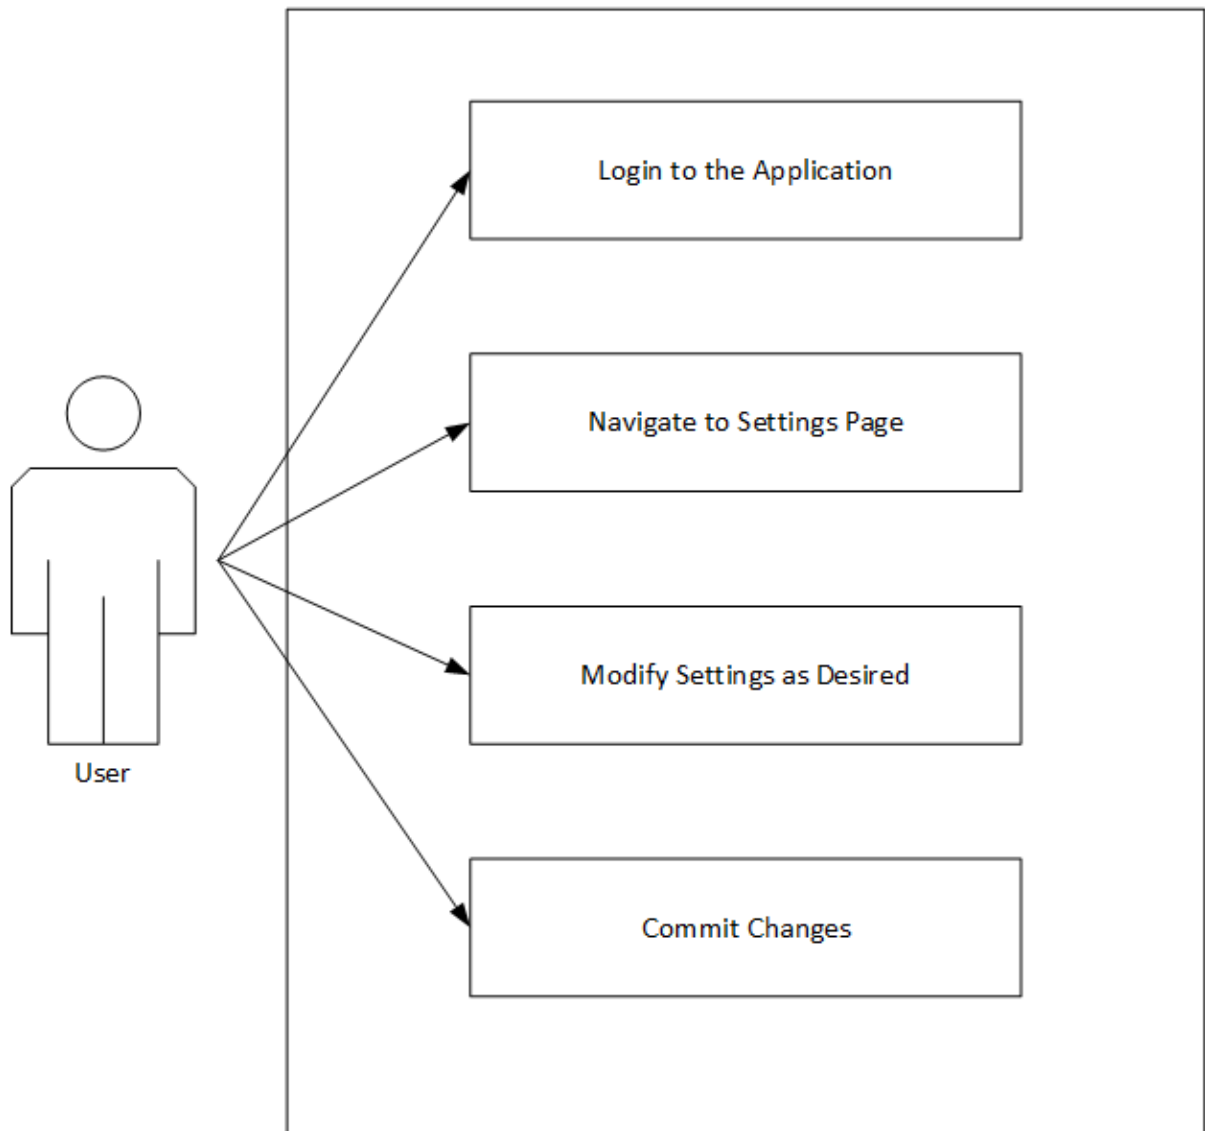 Login to the Application
Navigate to Settings Page
Modify Settings as Desired
User
Commit Changes